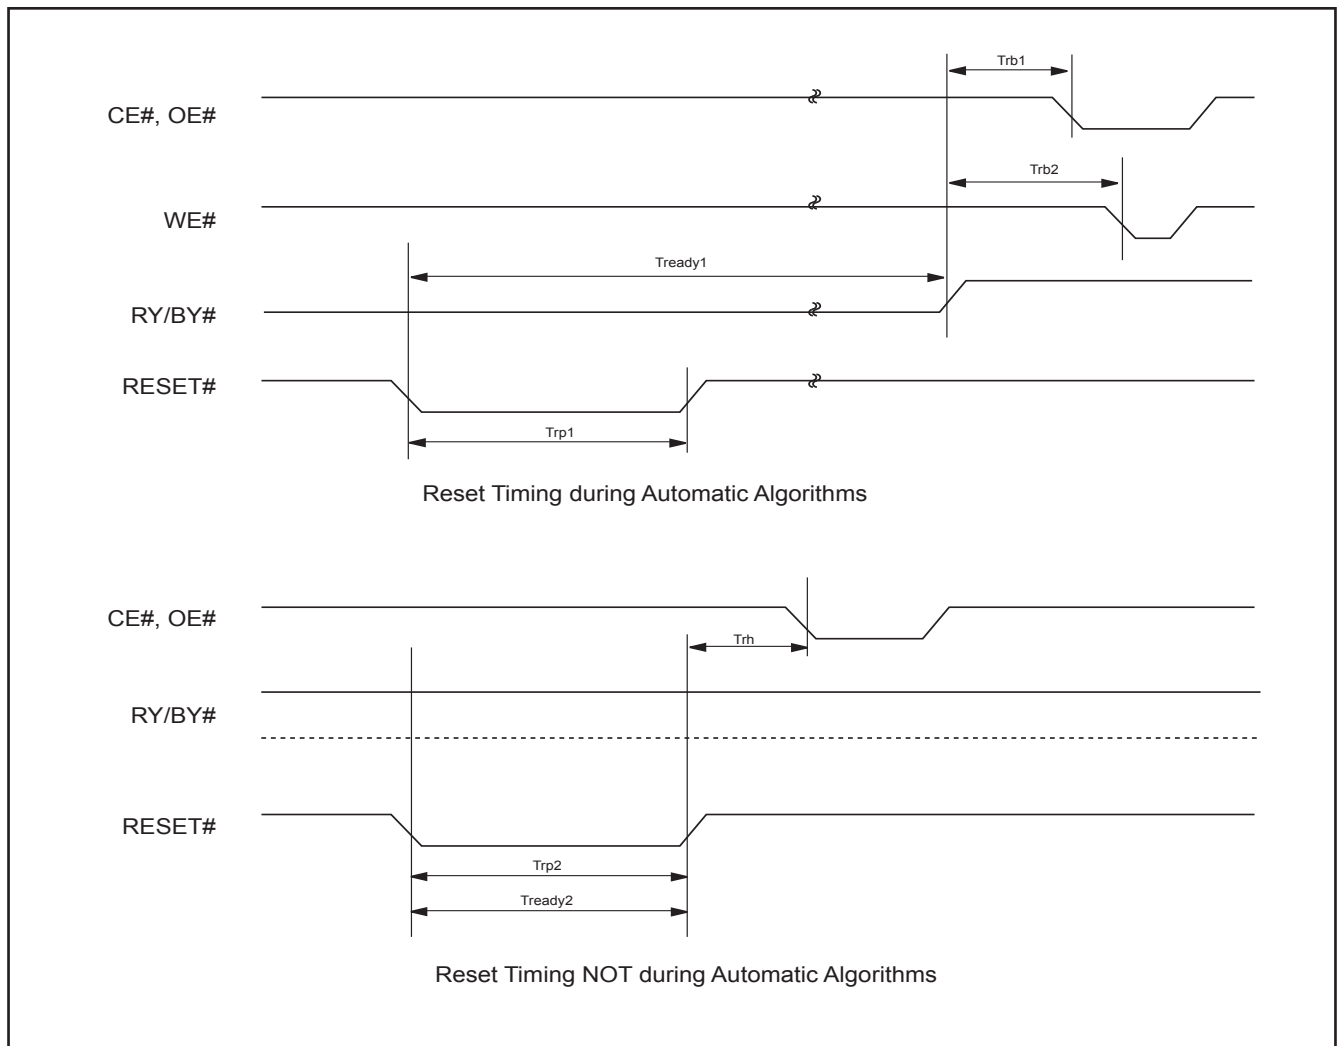 Trb1
CE#, OE#
Trb2
WE#
Tready1
RY/BY#
RESET#
Trp1
Reset Timing during Automatic Algorithms
CE#, OE#
Trh
RY/BY#
RESET#
Trp2
Tready2
Reset Timing NOT during Automatic Algorithms